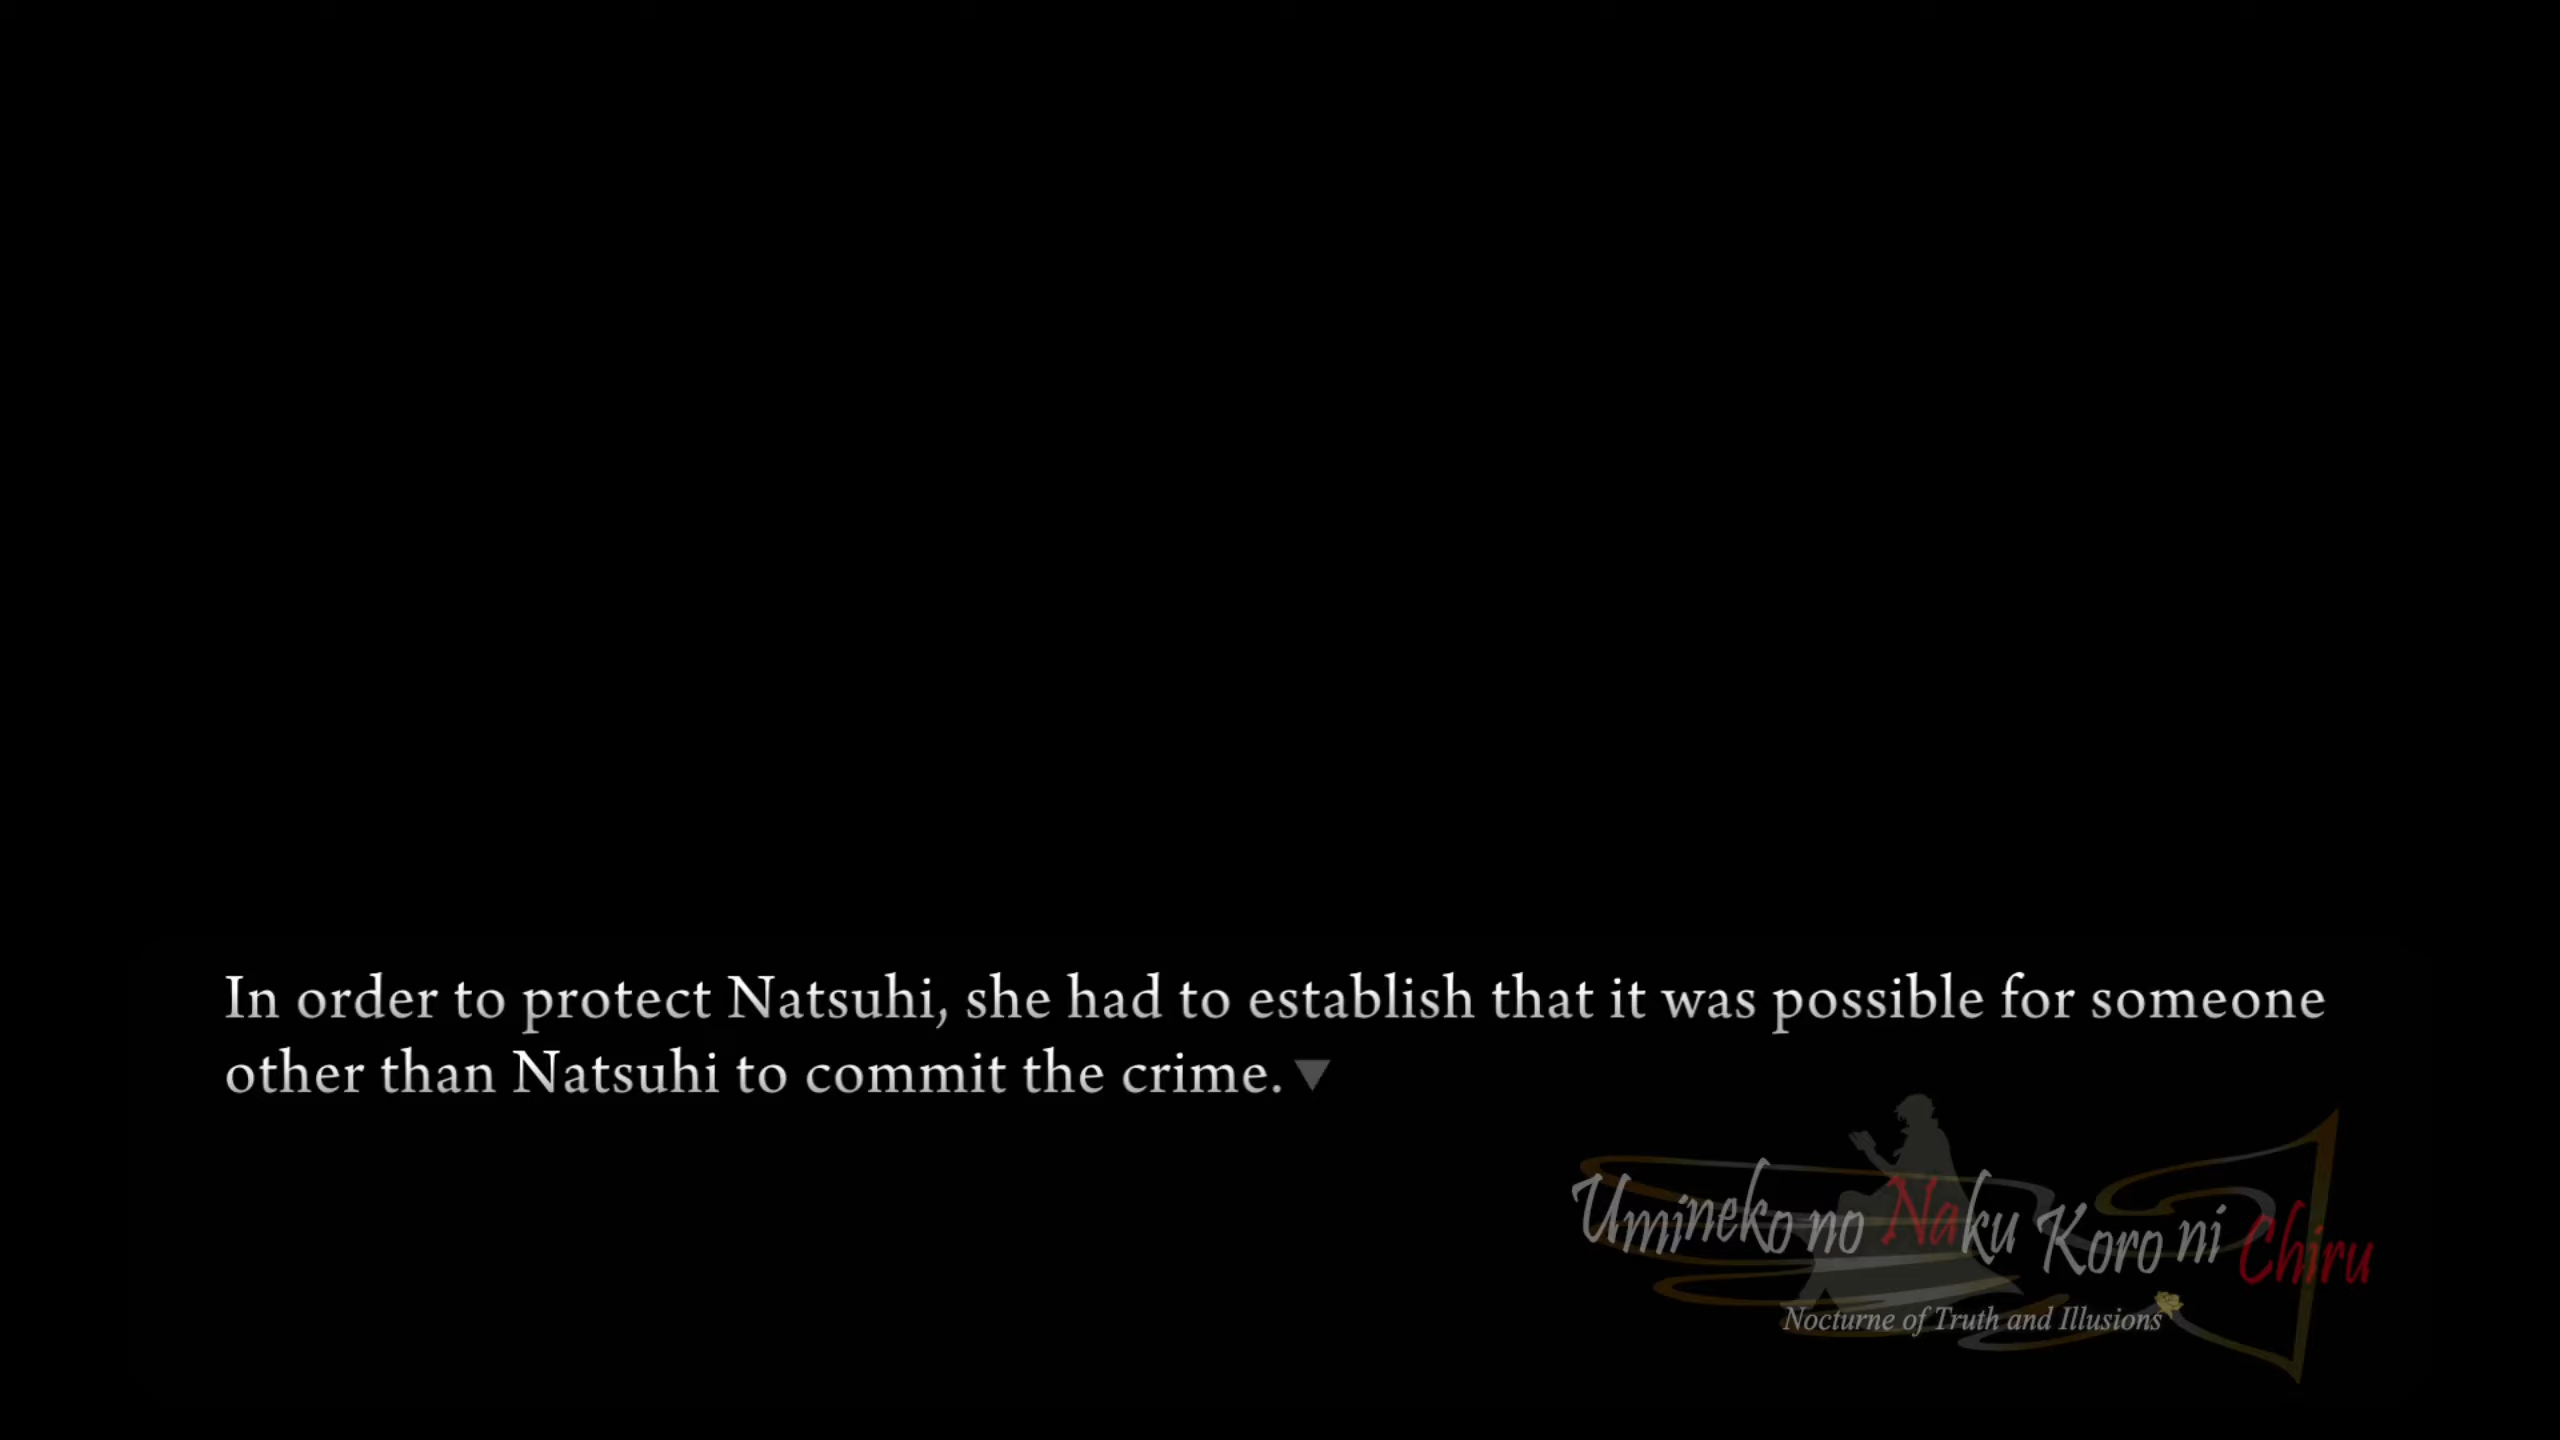 In order to protect Natsuhi, she had to establish that it was possible for someone
other than Natsuhi to commit the crime.
Umineko no Naku Koro ni Chiru
Nocturne of Truth and Illusions